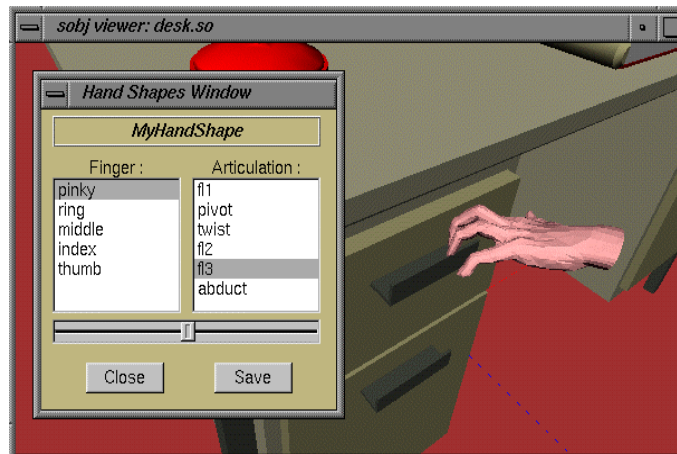 sobj viewer: desk.so
Hand Shapes Window
MyHandShape
Finger :
pinky
ring
middle
index
thumb
Articulation :
fl1
pivot
twist
fl2
fl3
abduct
Close
Save